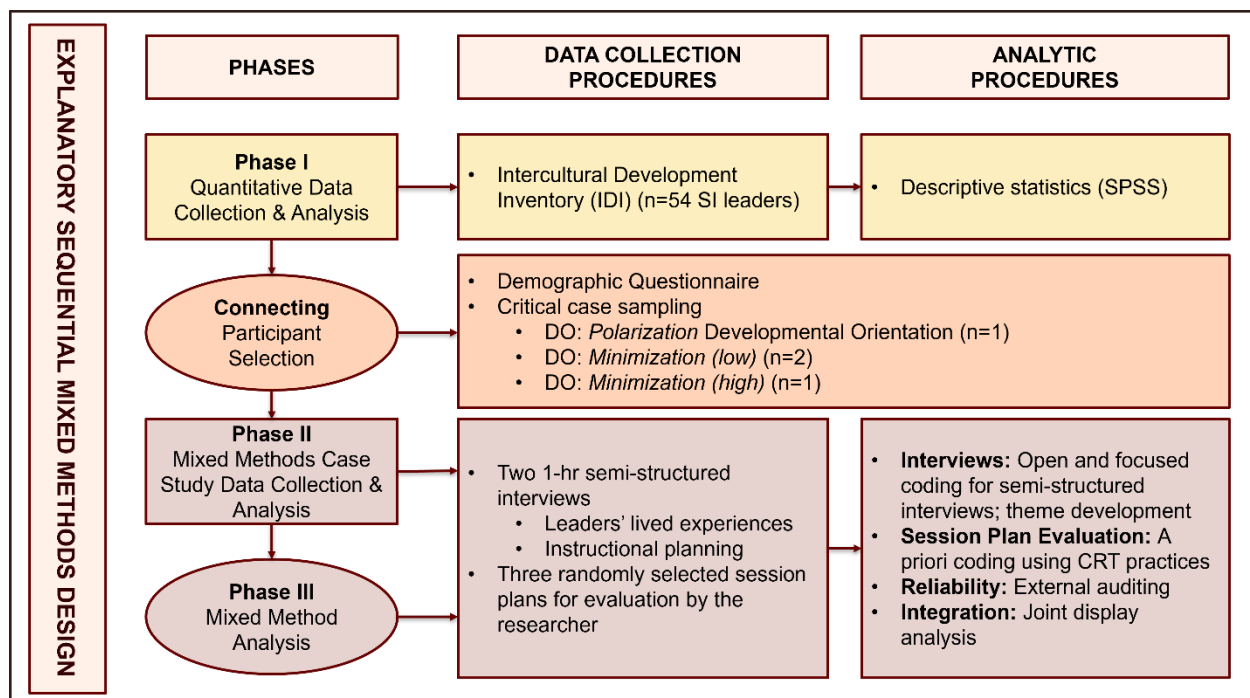 EXPLANATORY SEQUENTIAL MIXED METHODS DESIGN
PHASES
DATA COLLECTION
PROCEDURES
ANALYTIC
PROCEDURES
Phase I
Quantitative Data
Collection & Analysis
• Intercultural Development
Inventory (IDI) (n=54 SI leaders)
• Descriptive statistics (SPSS)
Connecting
Participant
Selection
• Demographic Questionnaire
• Critical case sampling
• DO: Polarization Developmental Orientation (n=1)
• DO: Minimization (low) (n=2)
• DO: Minimization (high) (n=1)
Phase II
Mixed Methods Case
Study Data Collection &
Analysis
Phase III
Mixed Method
Analysis
• Two 1-hr semi-structured
interviews
• Leaders' lived experiences
• Instructional planning
• Three randomly selected session
plans for evaluation by the
researcher
• Interviews: Open and focused
coding for semi-structured
interviews; theme development
• Session Plan Evaluation: A
priori coding using CRT practices
• Reliability: External auditing
• Integration: Joint display
analysis